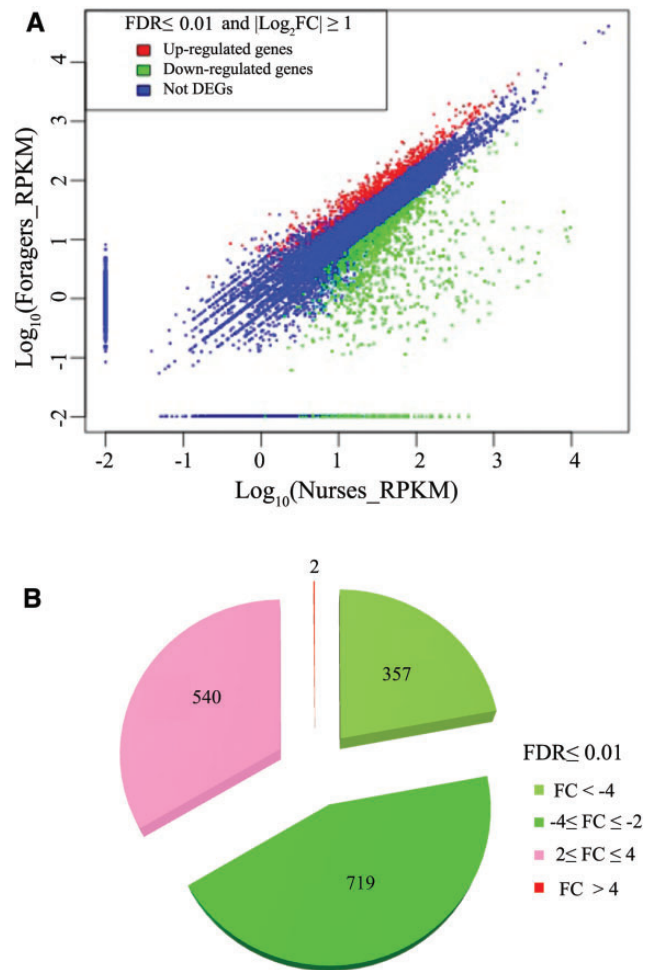 A
FDR≤ 0.01 and |Log₂FC| ≥ 1
Up-regulated genes
Down-regulated genes
Not DEGs
Log₁₀(Foragers_RPKM)
4
3
2
1
0
-1
-2
-2 -1 0 1 2 3 4
Log₁₀(Nurses_RPKM)
B
2
540
357
719
FDR≤ 0.01
FC < -4
-4≤ FC ≤ -2
2≤ FC ≤ 4
FC > 4